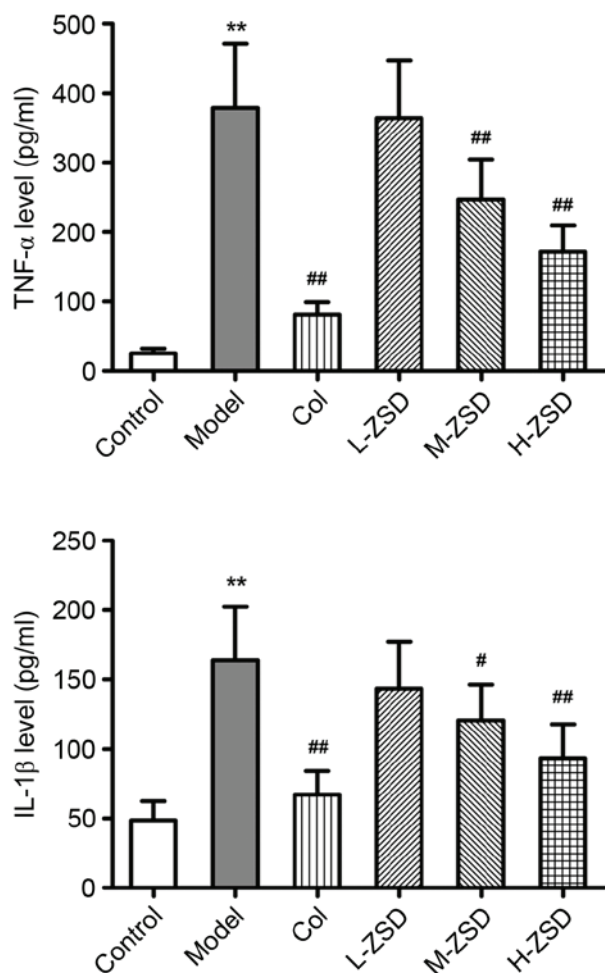 TNF-α level (pg/ml)
500
400
300
200
100
0
**
##
##
##
Control
Model
Col
L-ZSD
M-ZSD
H-ZSD
IL-1β level (pg/ml)
250
200
150
100
50
0
**
##
#
##
Control
Model
Col
L-ZSD
M-ZSD
H-ZSD